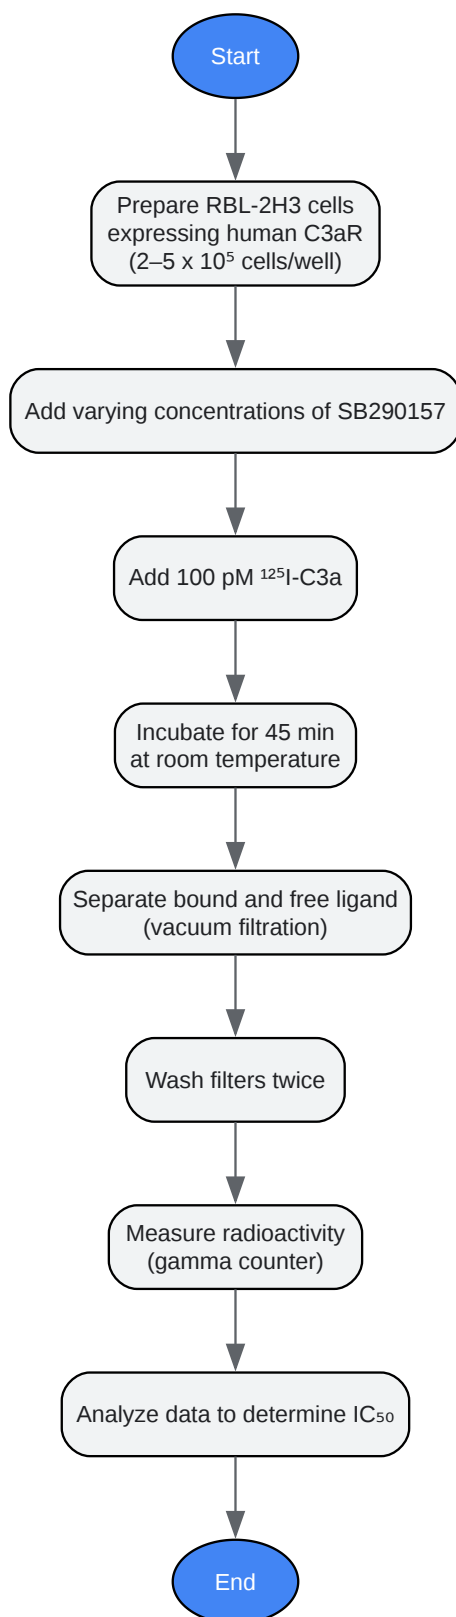 Start
Prepare RBL-2H3 cells
expressing human C3aR
(2–5 x 10⁵ cells/well)
Add varying concentrations of SB290157
Add 100 pM ¹²⁵I-C3a
Incubate for 45 min
at room temperature
Separate bound and free ligand
(vacuum filtration)
Wash filters twice
Measure radioactivity
(gamma counter)
Analyze data to determine IC₅₀
End